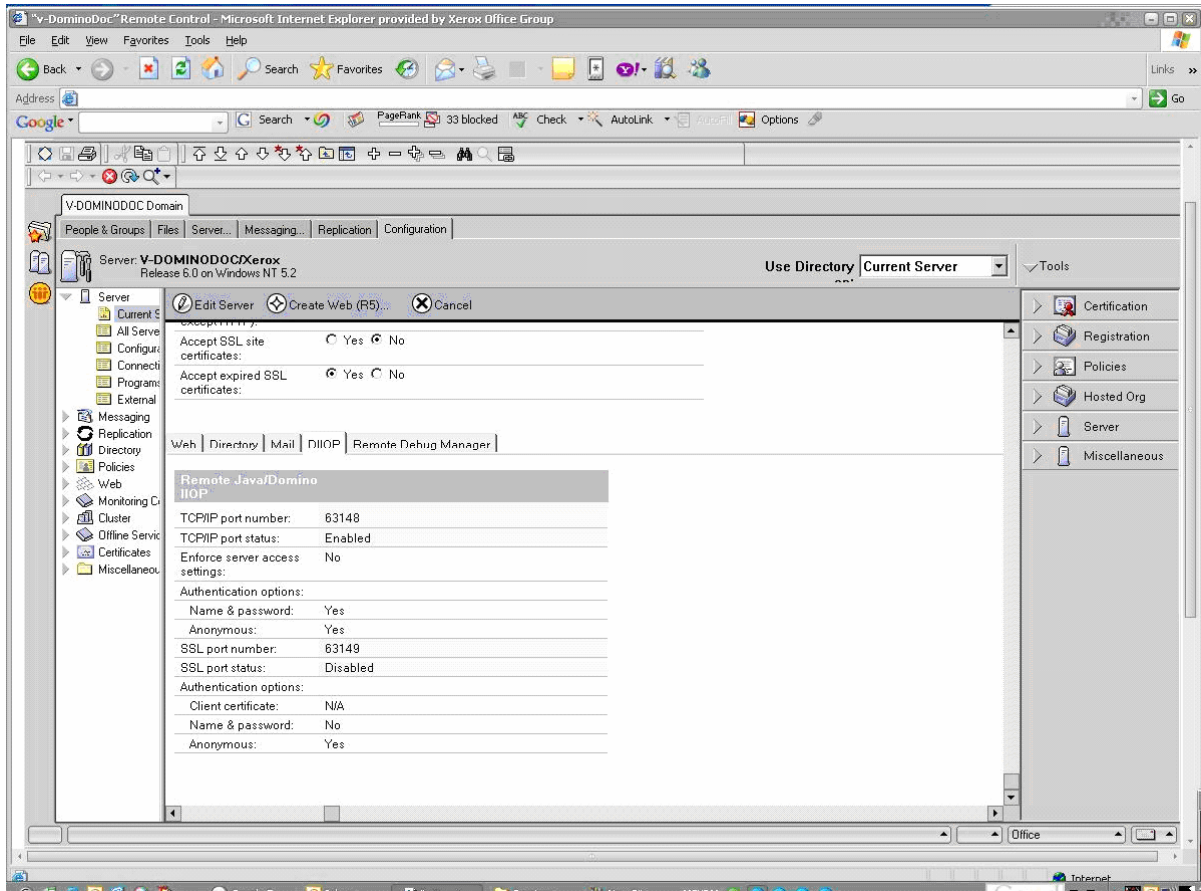 "v-DominoDoc"Remote Control - Microsoft Internet Explorer provided by Xerox Office Group
File Edit View Favorites Tools Help
Back Search Favorites Links »
Address Go
Google Search PageRank 33 blocked Check AutoLink AutoFill Options
V-DOMINODOC Domain
People & Groups Files Server... Messaging... Replication Configuration
Server: V-DOMINODOC/Xerox
Release 6.0 on Windows NT 5.2
Use Directory Current Server
Tools
Server
Current S
All Serve
Configura
Connecti
Programs
External
Messaging
Replication
Directory
Policies
Web
Monitoring C
Cluster
Offline Servic
Certificates
Miscellaneou
Edit Server Create Web (R5)... Cancel
except HTTP):
Accept SSL site certificates: Yes No
Accept expired SSL certificates: Yes No
Web Directory Mail DIIOP Remote Debug Manager
Remote Java/Domino
IIOP
TCP/IP port number: 63148
TCP/IP port status: Enabled
Enforce server access settings: No
Authentication options:
Name & password: Yes
Anonymous: Yes
SSL port number: 63149
SSL port status: Disabled
Authentication options:
Client certificate: N/A
Name & password: No
Anonymous: Yes
Certification
Registration
Policies
Hosted Org
Server
Miscellaneous
Office
Internet